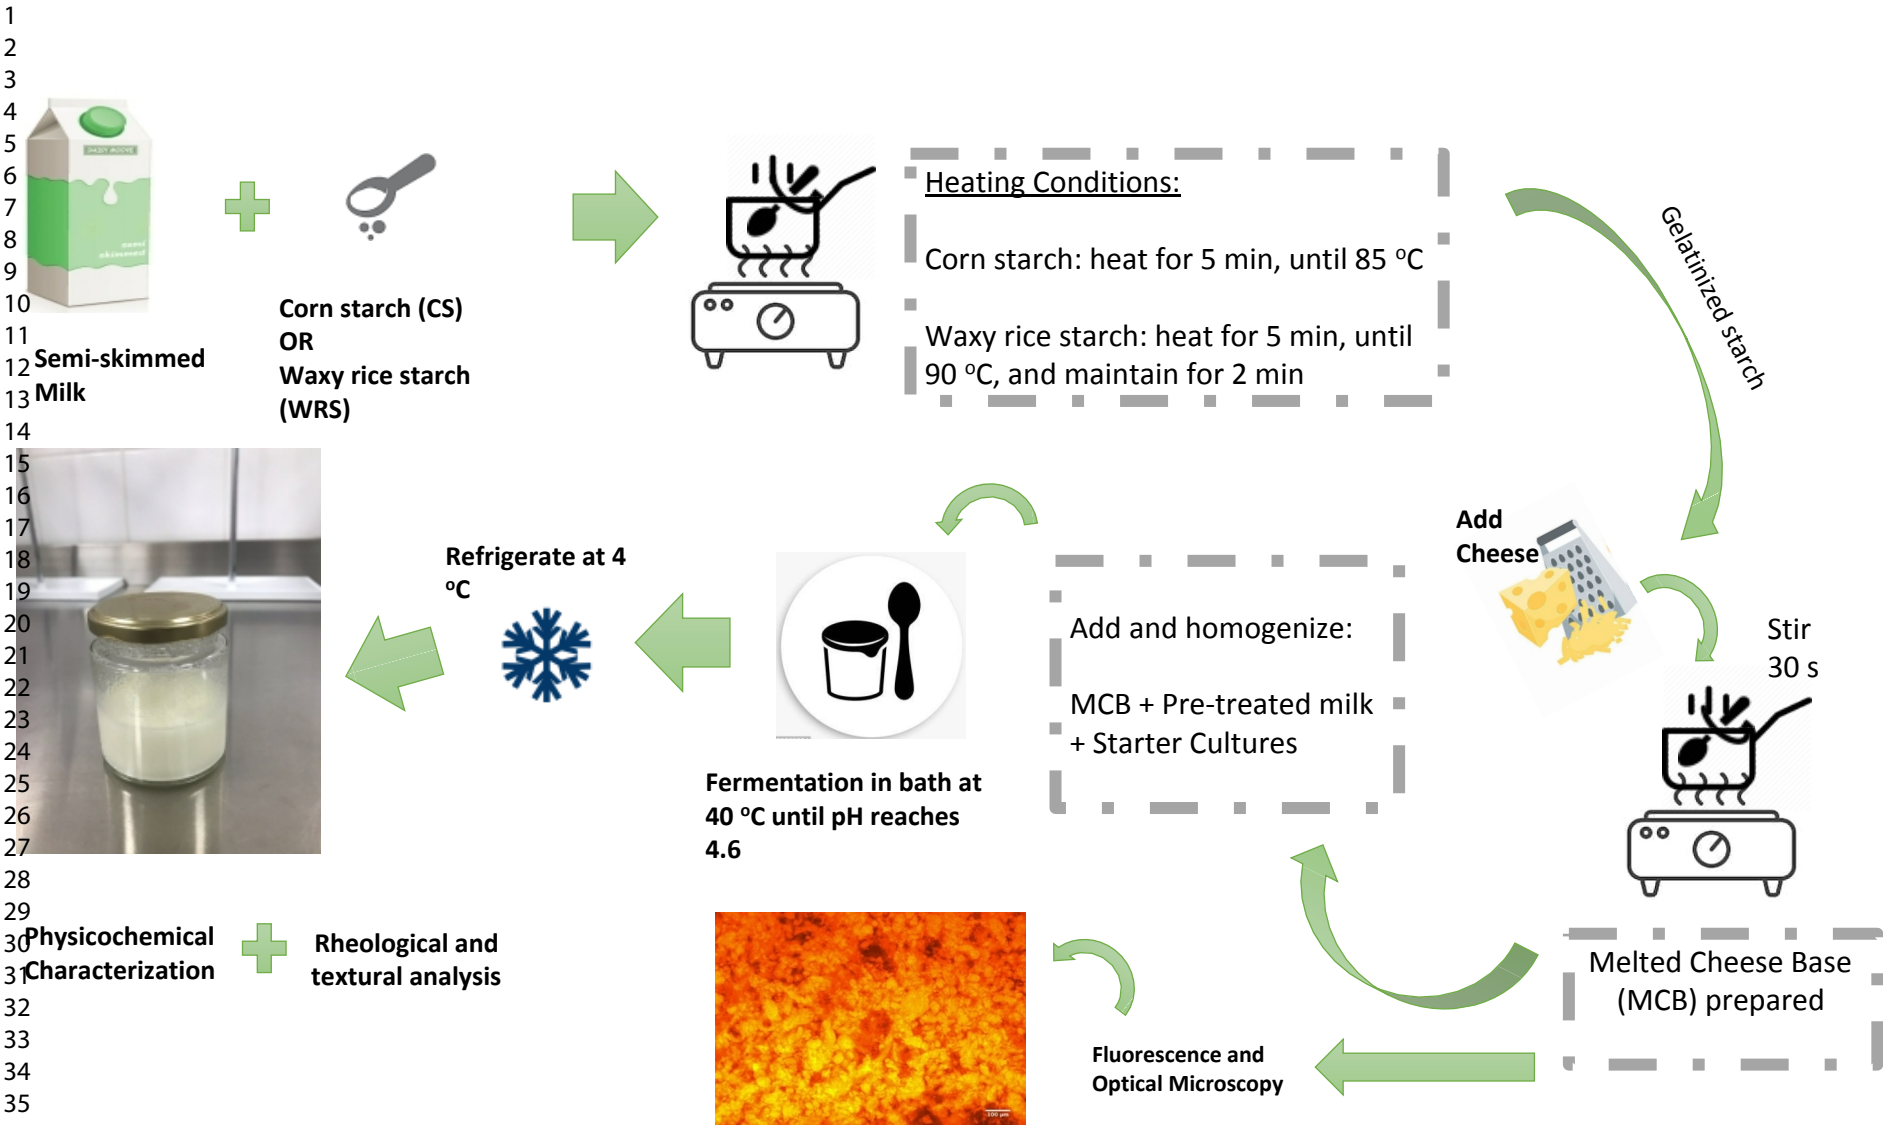 1
2
3
4
5
6
7
8
9
10
11
12
13
14
15
16
17
18
19
20
21
22
23
24
25
26
27
28
29
30
31
32
33
34
35
semi
skimmed
Semi-skimmed
Milk
Corn starch (CS)
OR
Waxy rice starch
(WRS)
Heating Conditions:
Corn starch: heat for 5 min, until 85 °C
Waxy rice starch: heat for 5 min, until
90 °C, and maintain for 2 min
Gelatinized starch
Add
Cheese
Stir
30 s
Melted Cheese Base
(MCB) prepared
Add and homogenize:
MCB + Pre-treated milk
+ Starter Cultures
Fermentation in bath at
40 °C until pH reaches
4.6
Refrigerate at 4
°C
Physicochemical
Characterization
Rheological and
textural analysis
Fluorescence and
Optical Microscopy
100 µm